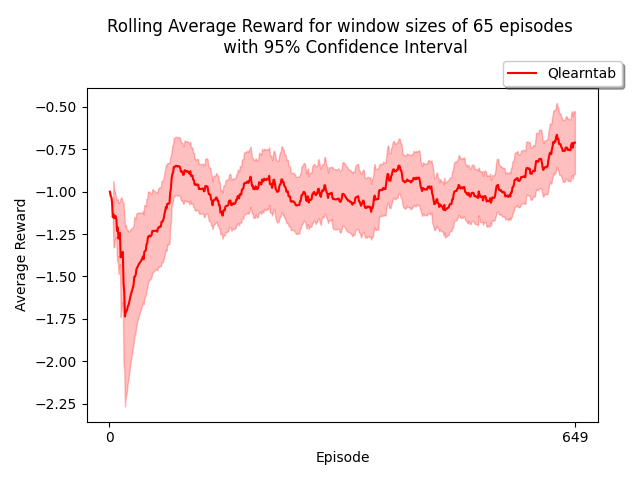 Rolling Average Reward for window sizes of 65 episodes
with 95% Confidence Interval
Qlearntab
−0.50
−0.75
−1.00
−1.25
−1.50
−1.75
−2.00
−2.25
Average Reward
0
649
Episode